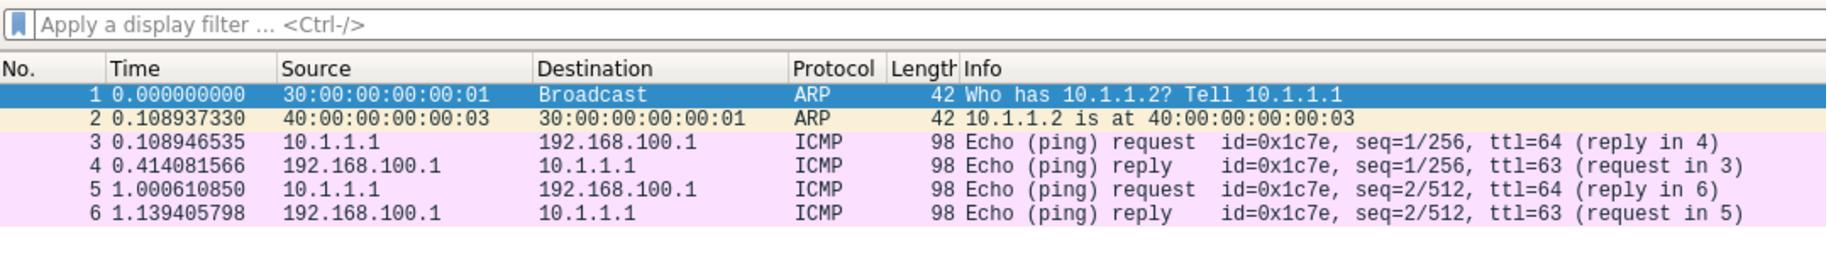 Apply a display filter ... <Ctrl-/>
No. Time Source Destination Protocol Length Info
1 0.000000000 30:00:00:00:00:01 Broadcast ARP 42 Who has 10.1.1.2? Tell 10.1.1.1
2 0.108937330 40:00:00:00:00:03 30:00:00:00:00:01 ARP 42 10.1.1.2 is at 40:00:00:00:00:03
3 0.108946535 10.1.1.1 192.168.100.1 ICMP 98 Echo (ping) request id=0x1c7e, seq=1/256, ttl=64 (reply in 4)
4 0.414081566 192.168.100.1 10.1.1.1 ICMP 98 Echo (ping) reply id=0x1c7e, seq=1/256, ttl=63 (request in 3)
5 1.000610850 10.1.1.1 192.168.100.1 ICMP 98 Echo (ping) request id=0x1c7e, seq=2/512, ttl=64 (reply in 6)
6 1.139405798 192.168.100.1 10.1.1.1 ICMP 98 Echo (ping) reply id=0x1c7e, seq=2/512, ttl=63 (request in 5)